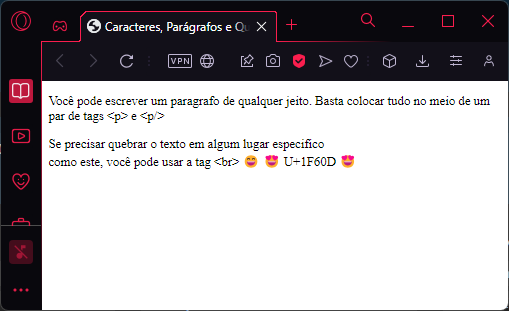 Caracteres, Parágrafos e Qu
VPN
Você pode escrever um paragrafo de qualquer jeito. Basta colocar tudo no meio de um
par de tags <p> e <p/>
Se precisar quebrar o texto em algum lugar especifico
como este, você pode usar a tag <br> 😄 😍 U+1F60D 😍